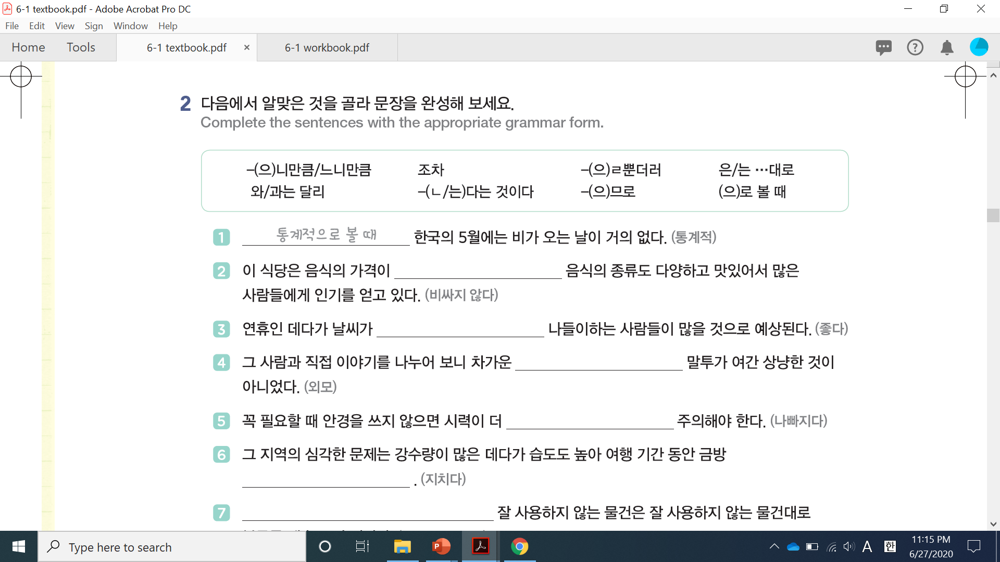 6-1 textbook.pdf - Adobe Acrobat Pro DC
File Edit View Sign Window Help
Home Tools 6-1 textbook.pdf × 6-1 workbook.pdf
2 다음에서 알맞은 것을 골라 문장을 완성해 보세요.
Complete the sentences with the appropriate grammar form.
–(으)니만큼/느니만큼 조차 –(으)ㄹ뿐더러 은/는 …대로
와/과는 달리 –(ㄴ/는)다는 것이다 –(으)므로 (으)로 볼 때
1 통계적으로 볼 때 한국의 5월에는 비가 오는 날이 거의 없다. (통계적)
2 이 식당은 음식의 가격이 음식의 종류도 다양하고 맛있어서 많은
사람들에게 인기를 얻고 있다. (비싸지 않다)
3 연휴인 데다가 날씨가 나들이하는 사람들이 많을 것으로 예상된다. (좋다)
4 그 사람과 직접 이야기를 나누어 보니 차가운 말투가 여간 상냥한 것이
아니었다. (외모)
5 꼭 필요할 때 안경을 쓰지 않으면 시력이 더 주의해야 한다. (나빠지다)
6 그 지역의 심각한 문제는 강수량이 많은 데다가 습도도 높아 여행 기간 동안 금방
. (지치다)
7 잘 사용하지 않는 물건은 잘 사용하지 않는 물건대로
Type here to search
A 한 11:15 PM
6/27/2020